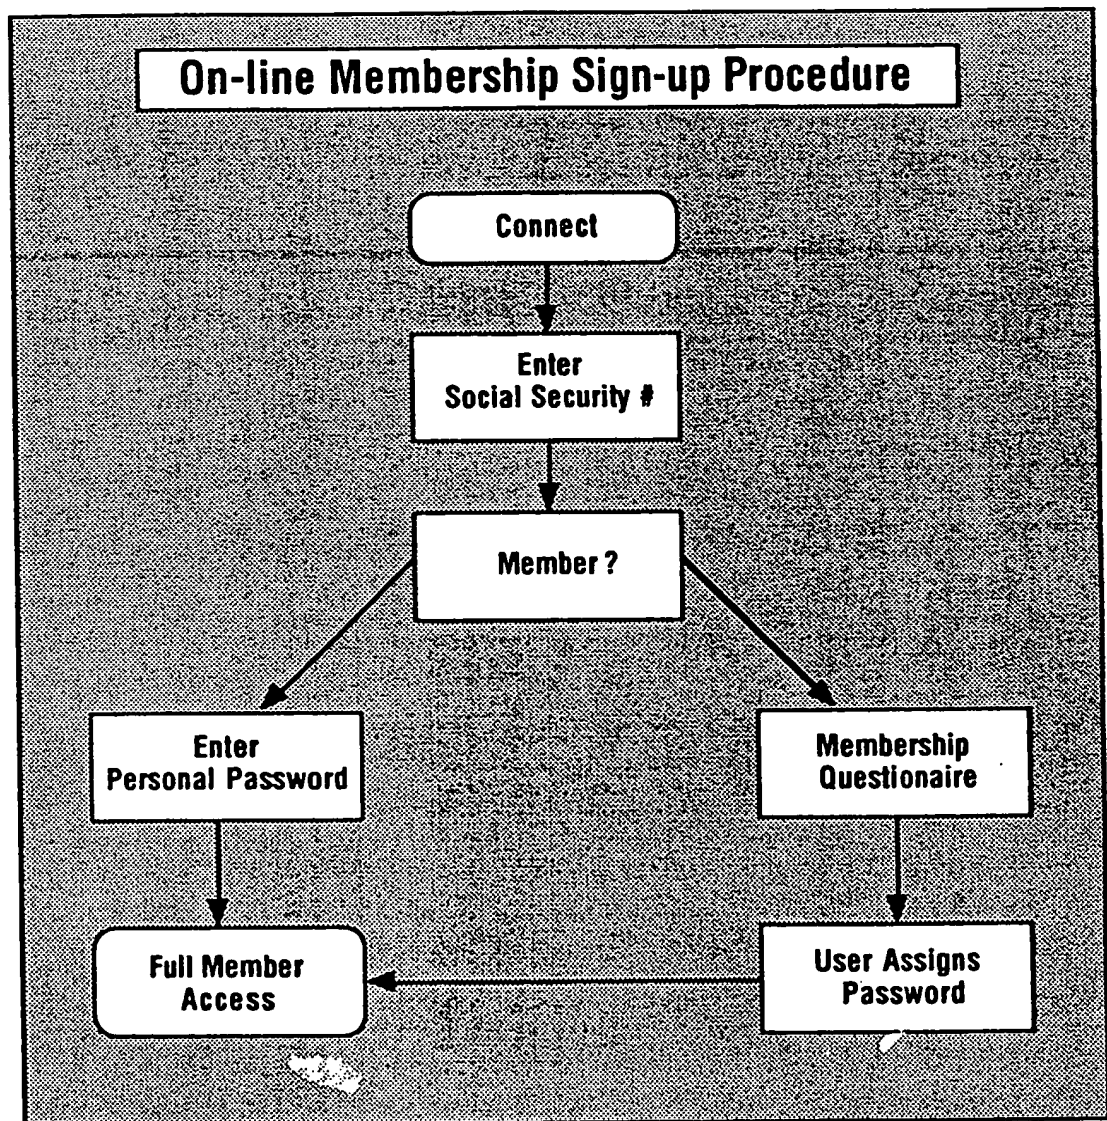 On-line Membership Sign-up Procedure
Connect
Enter
Social Security #
Member ?
Enter
Personal Password
Membership
Questionaire
Full Member
Access
User Assigns
Password